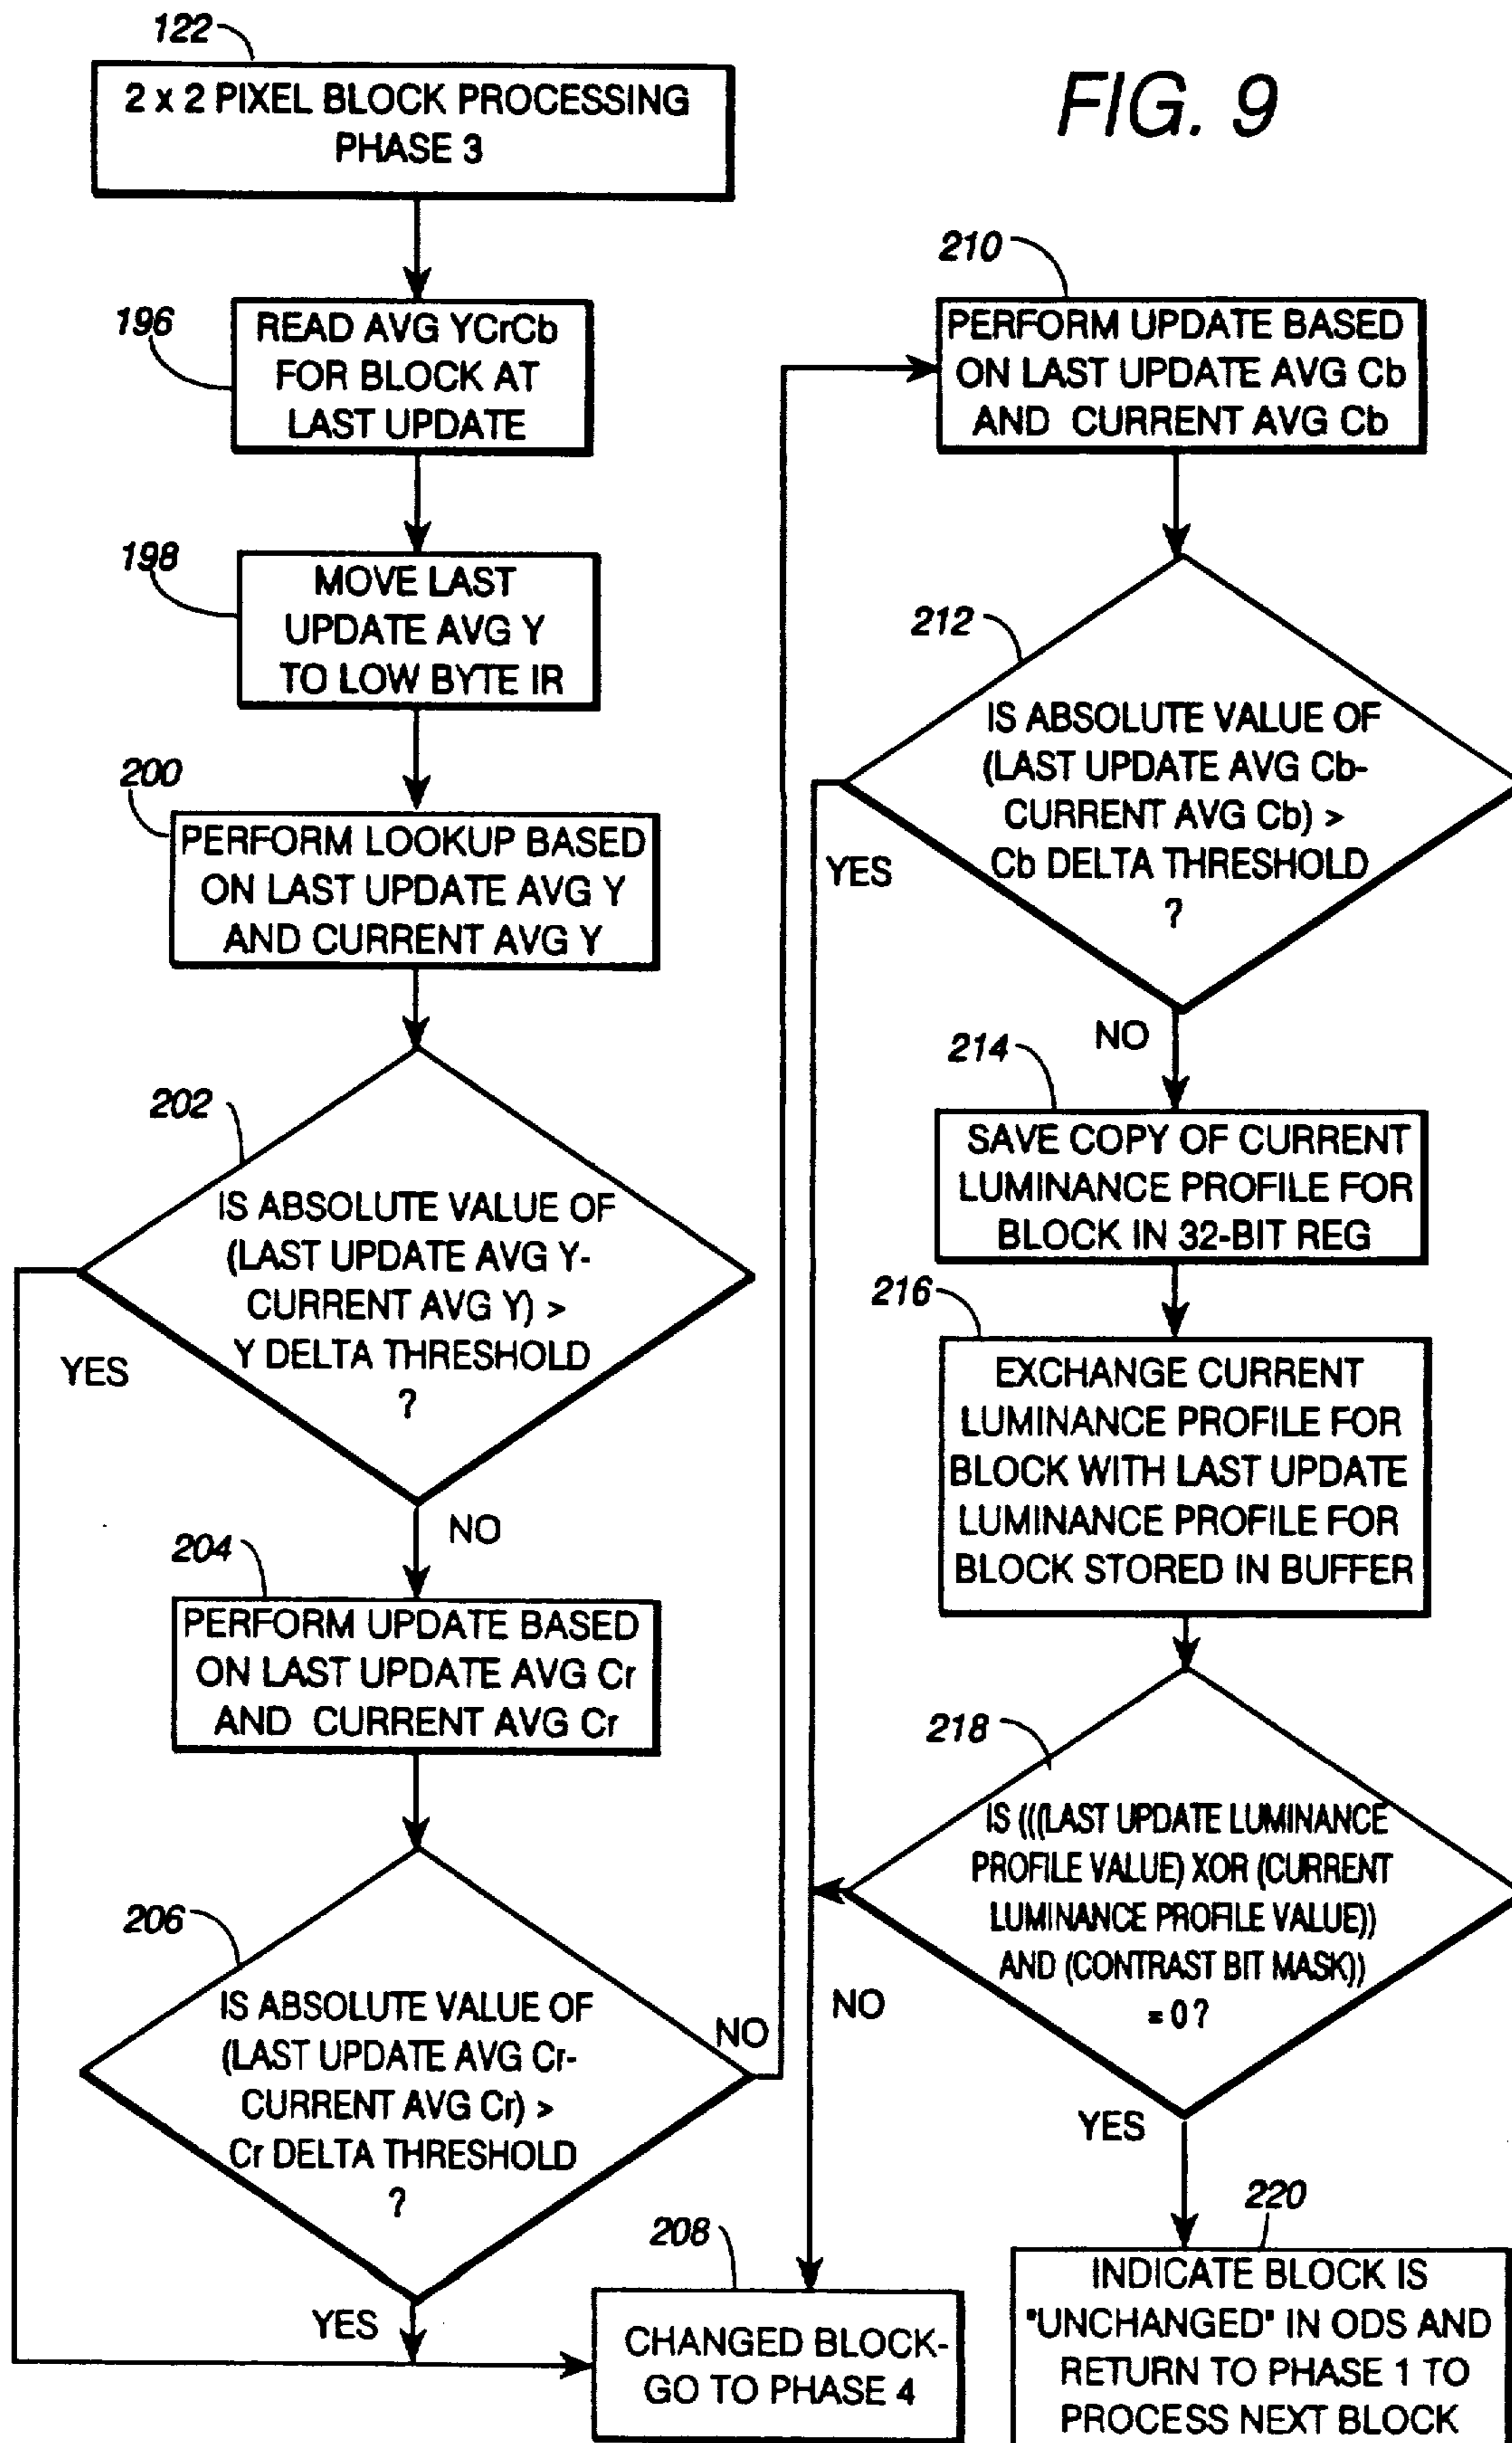 FIG. 9
122
2 x 2 PIXEL BLOCK PROCESSING
PHASE 3
196
READ AVG YCrCb
FOR BLOCK AT
LAST UPDATE
198
MOVE LAST
UPDATE AVG Y
TO LOW BYTE IR
200
PERFORM LOOKUP BASED
ON LAST UPDATE AVG Y
AND CURRENT AVG Y
202
IS ABSOLUTE VALUE OF
(LAST UPDATE AVG Y-
CURRENT AVG Y) >
Y DELTA THRESHOLD
?
YES
NO
204
PERFORM UPDATE BASED
ON LAST UPDATE AVG Cr
AND CURRENT AVG Cr
206
IS ABSOLUTE VALUE OF
(LAST UPDATE AVG Cr-
CURRENT AVG Cr) >
Cr DELTA THRESHOLD
?
NO
YES
208
CHANGED BLOCK-
GO TO PHASE 4
210
PERFORM UPDATE BASED
ON LAST UPDATE AVG Cb
AND CURRENT AVG Cb
212
IS ABSOLUTE VALUE OF
(LAST UPDATE AVG Cb-
CURRENT AVG Cb) >
Cb DELTA THRESHOLD
?
YES
NO
214
SAVE COPY OF CURRENT
LUMINANCE PROFILE FOR
BLOCK IN 32-BIT REG
216
EXCHANGE CURRENT
LUMINANCE PROFILE FOR
BLOCK WITH LAST UPDATE
LUMINANCE PROFILE FOR
BLOCK STORED IN BUFFER
218
IS (((LAST UPDATE LUMINANCE
PROFILE VALUE) XOR (CURRENT
LUMINANCE PROFILE VALUE))
AND (CONTRAST BIT MASK))
= 0?
NO
YES
220
INDICATE BLOCK IS
"UNCHANGED" IN ODS AND
RETURN TO PHASE 1 TO
PROCESS NEXT BLOCK